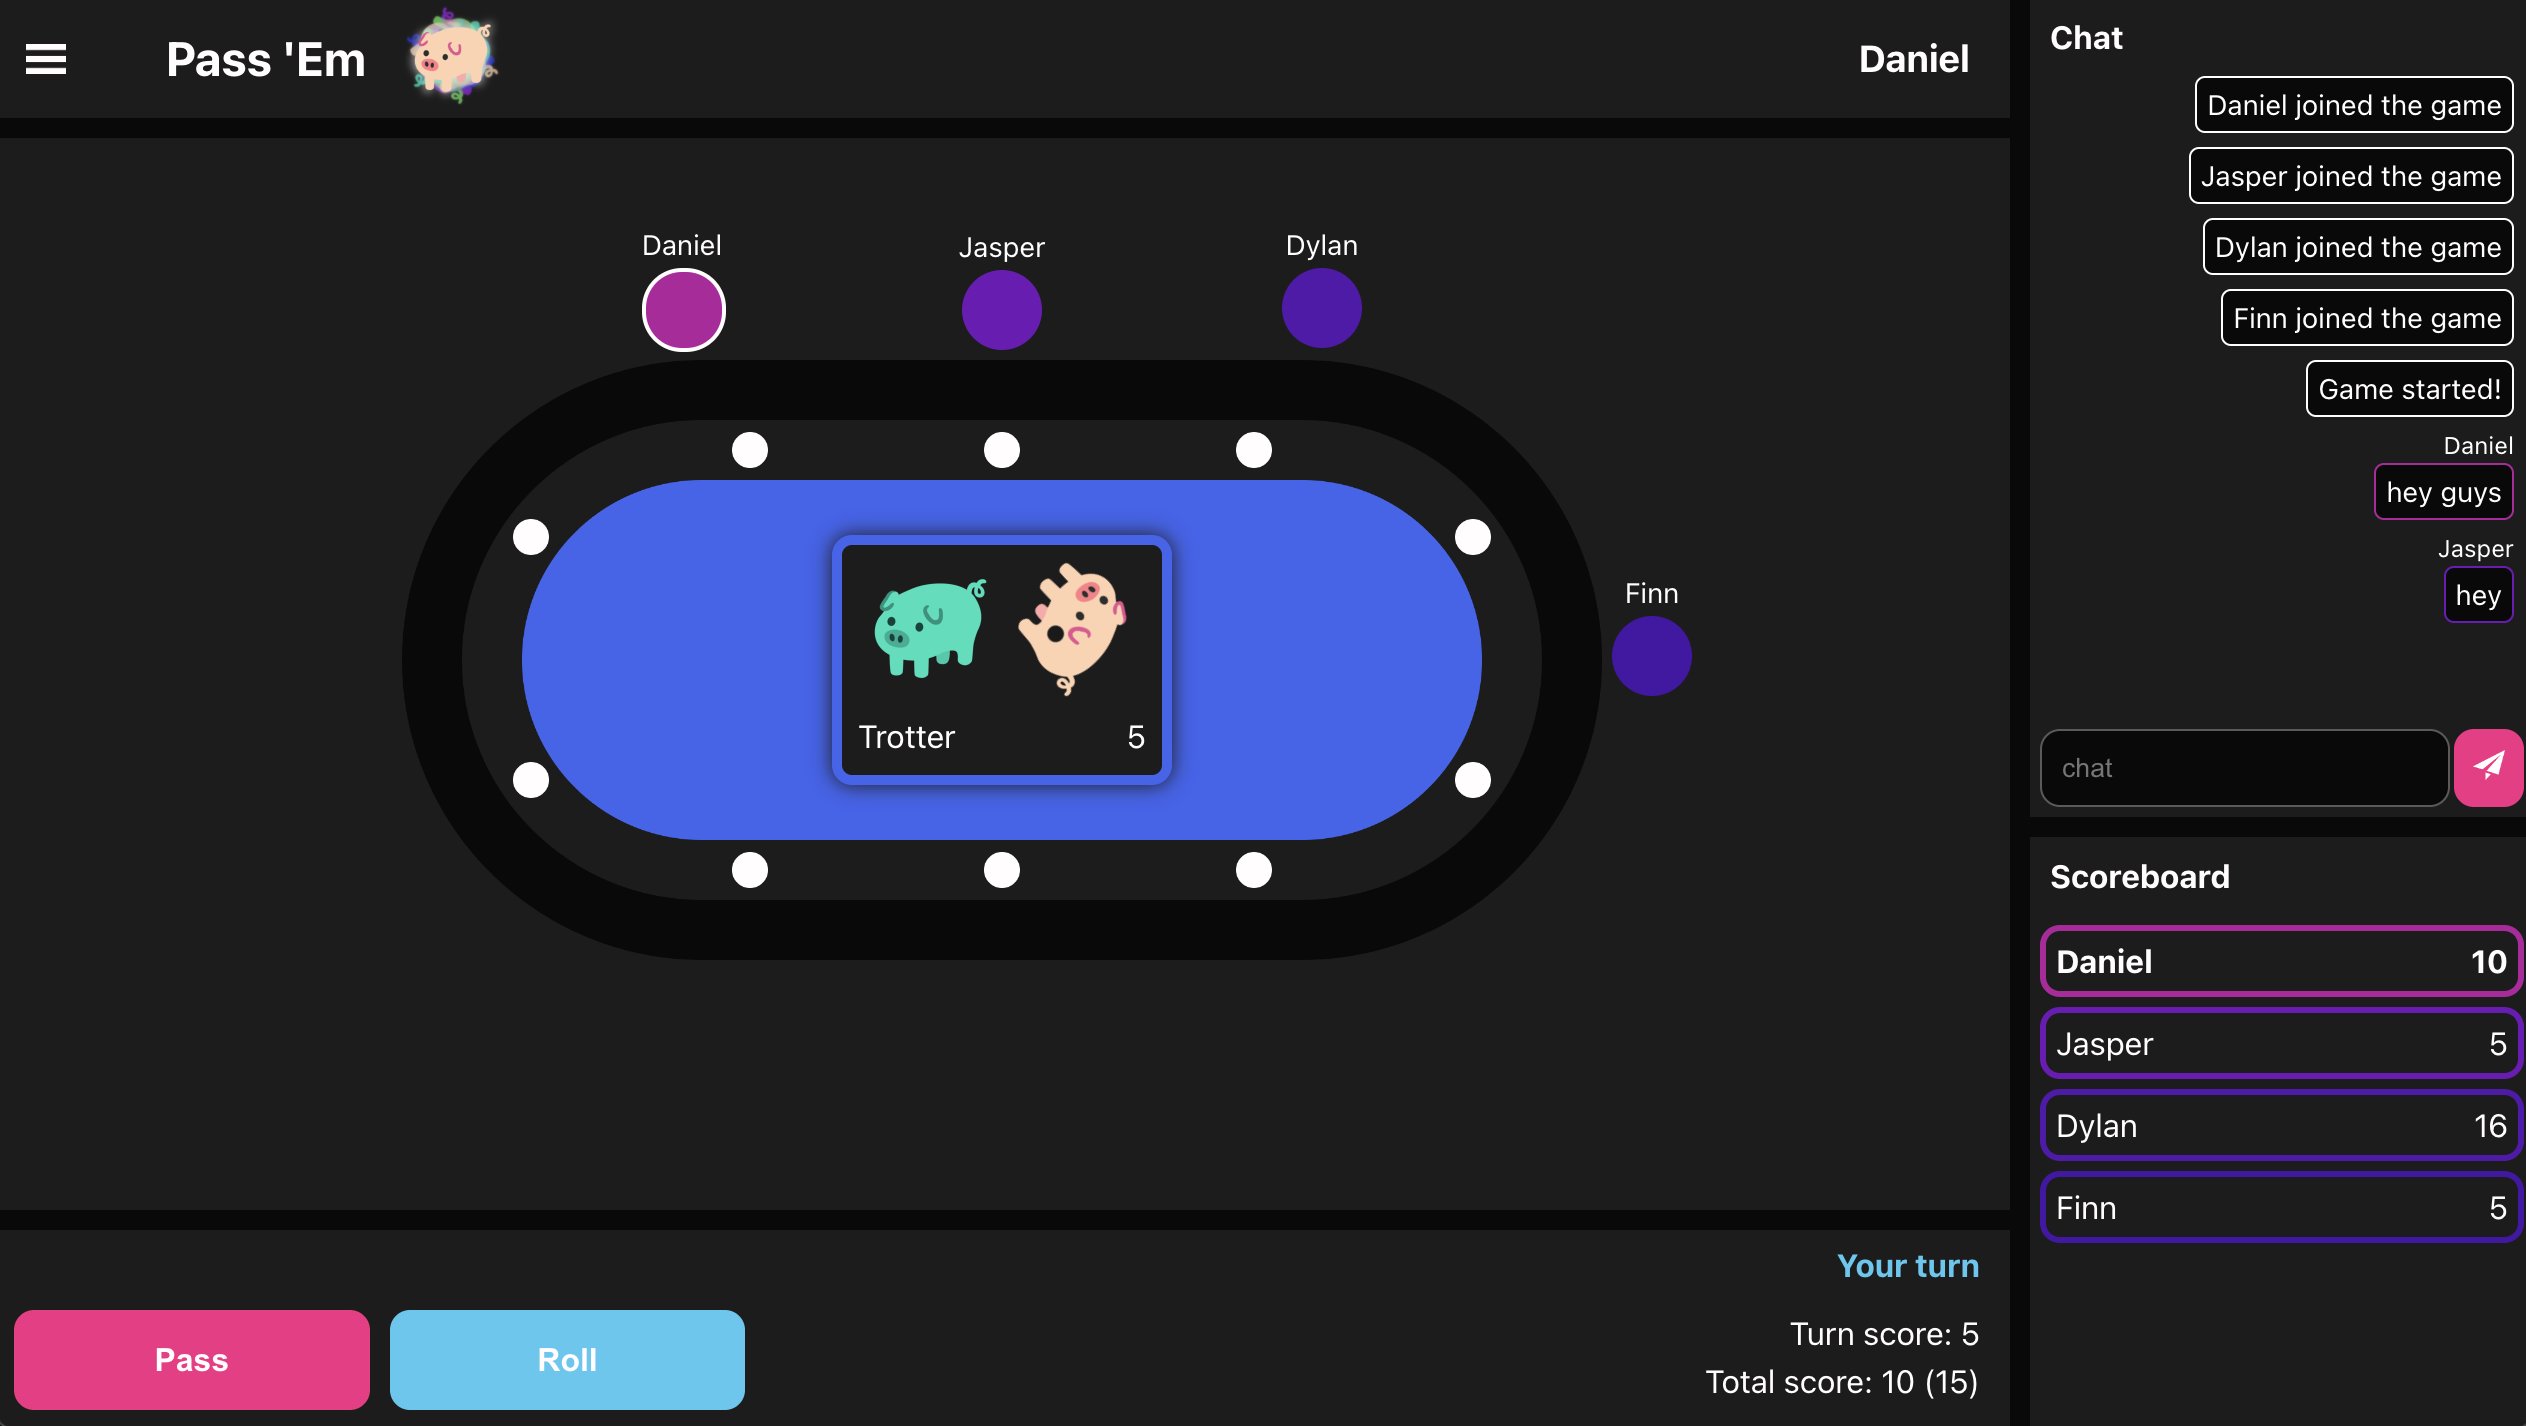 Pass 'Em
Daniel
Daniel
Jasper
Dylan
Finn
Trotter 5
Your turn
Turn score: 5
Total score: 10 (15)
Pass
Roll
Chat
Daniel joined the game
Jasper joined the game
Dylan joined the game
Finn joined the game
Game started!
Daniel
hey guys
Jasper
hey
chat
Scoreboard
Daniel 10
Jasper 5
Dylan 16
Finn 5